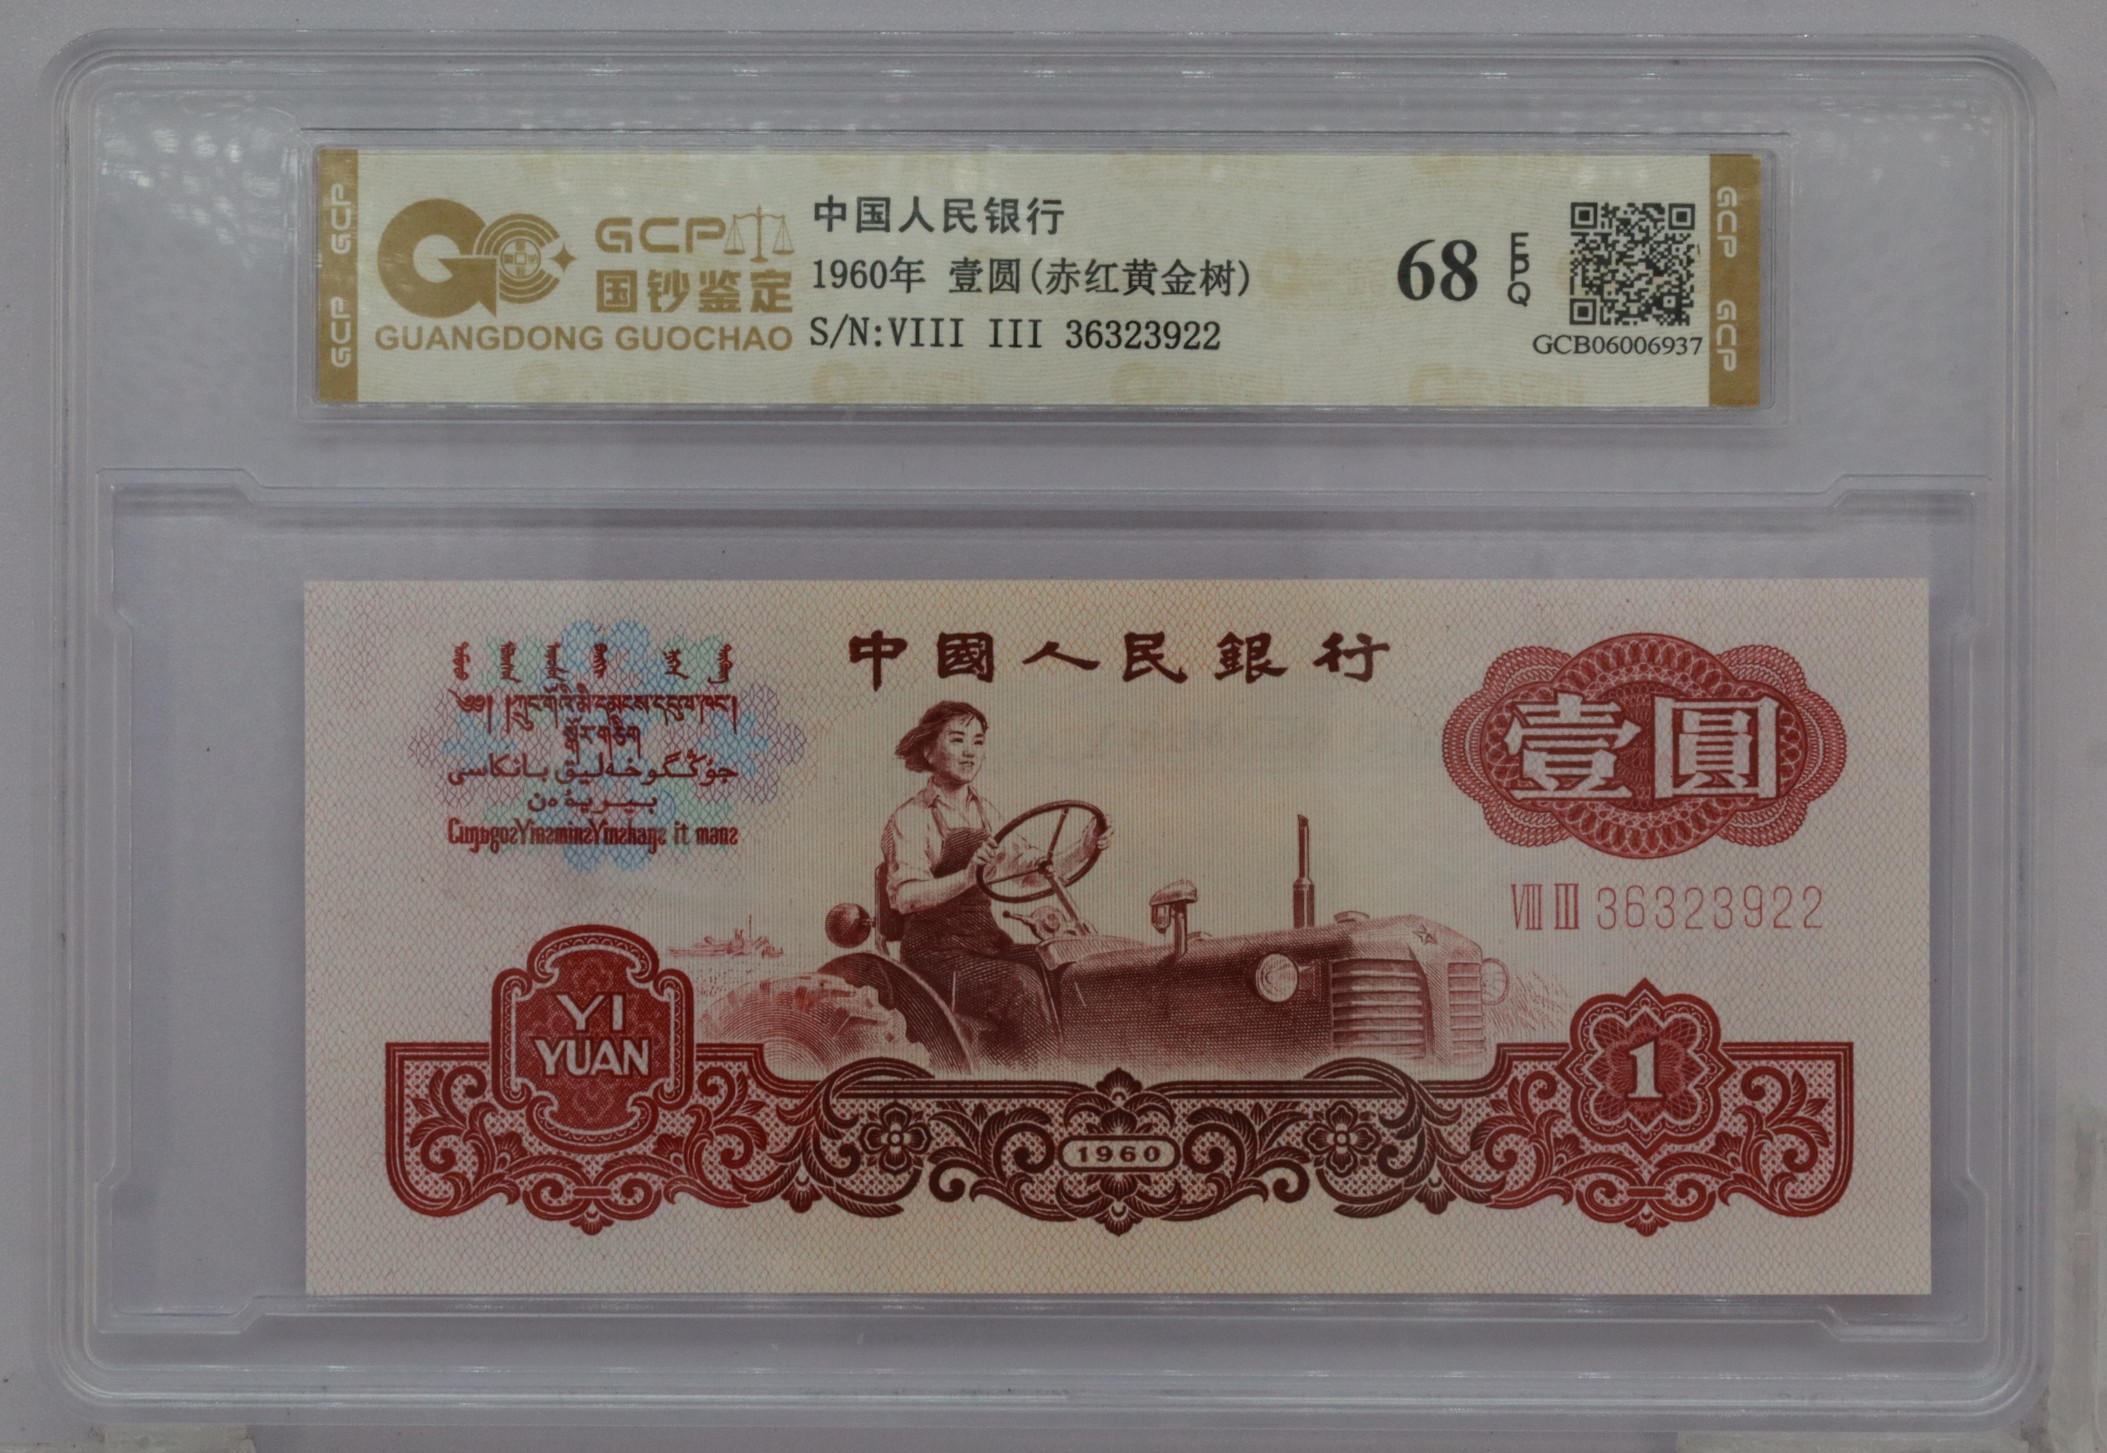 GCP GCP
GCP
国钞鉴定
GUANGDONG GUOCHAO
中国人民银行
1960年 壹圆(赤红黄金树)
S/N:VIII III 36323922
68
EPQ
GCB06006937
GCP GCP
中國人民銀行
壹圓
VIII III 36323922
YI
YUAN
1960
1